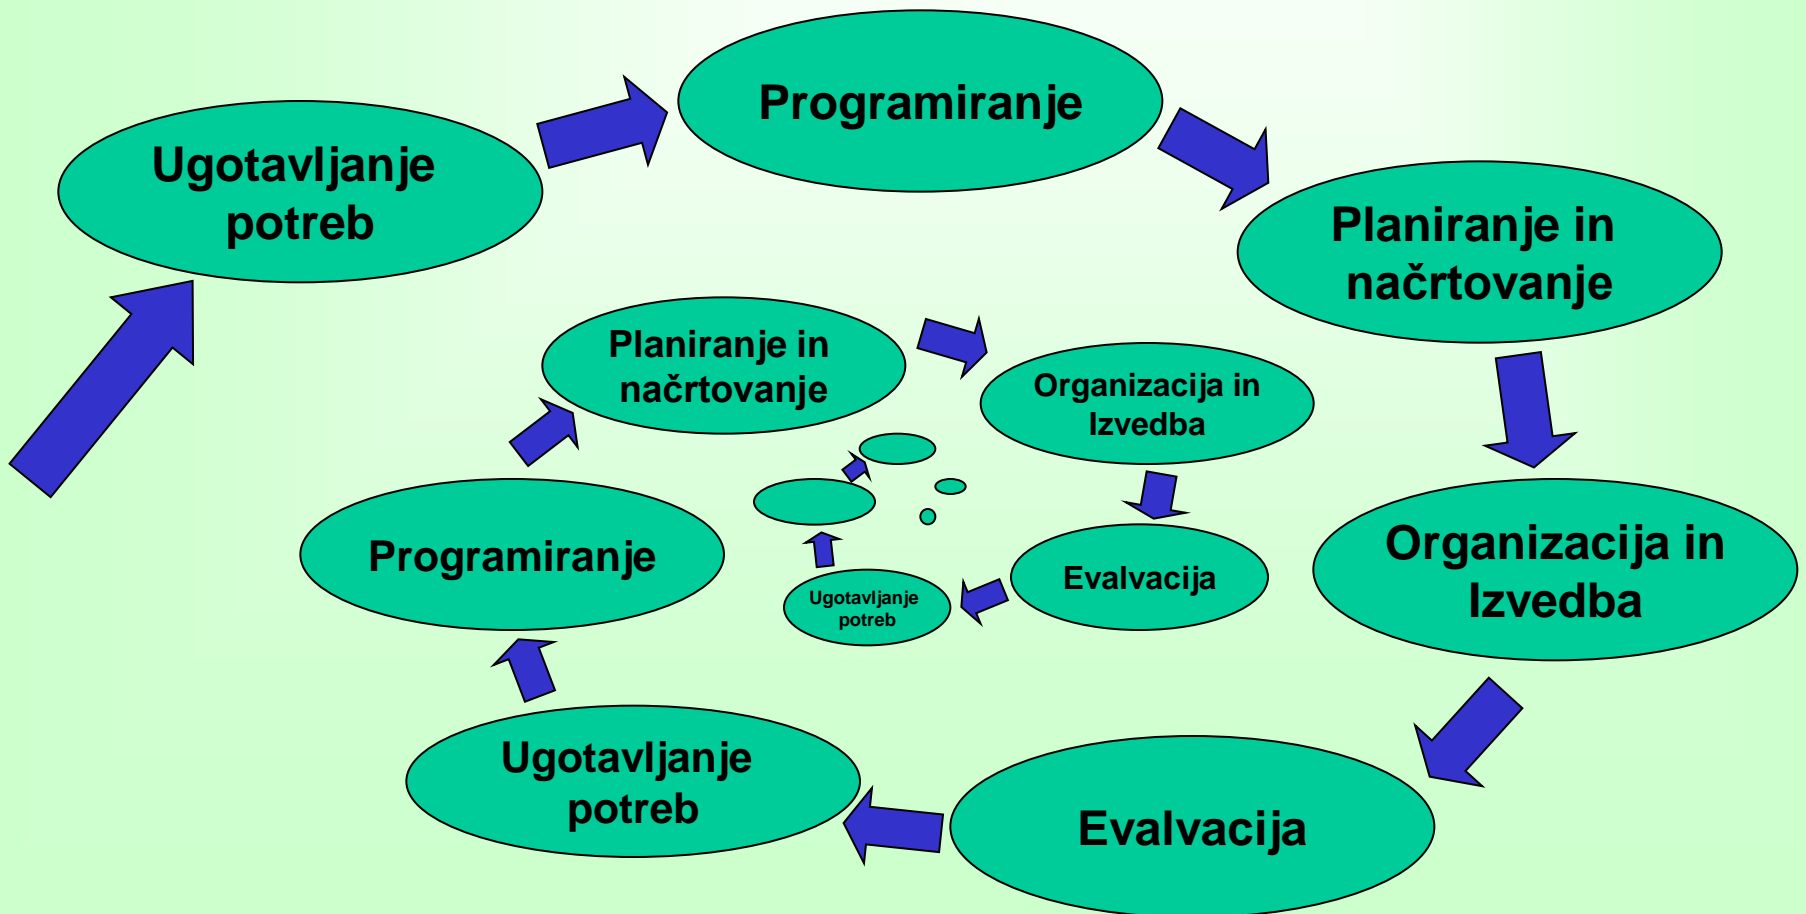 Ugotavljanje
potreb
Programiranje
Planiranje in
načrtovanje
Organizacija in
Izvedba
Evalvacija
Ugotavljanje
potreb
Programiranje
Planiranje in
načrtovanje
Organizacija in
Izvedba
Evalvacija
Ugotavljanje
potreb